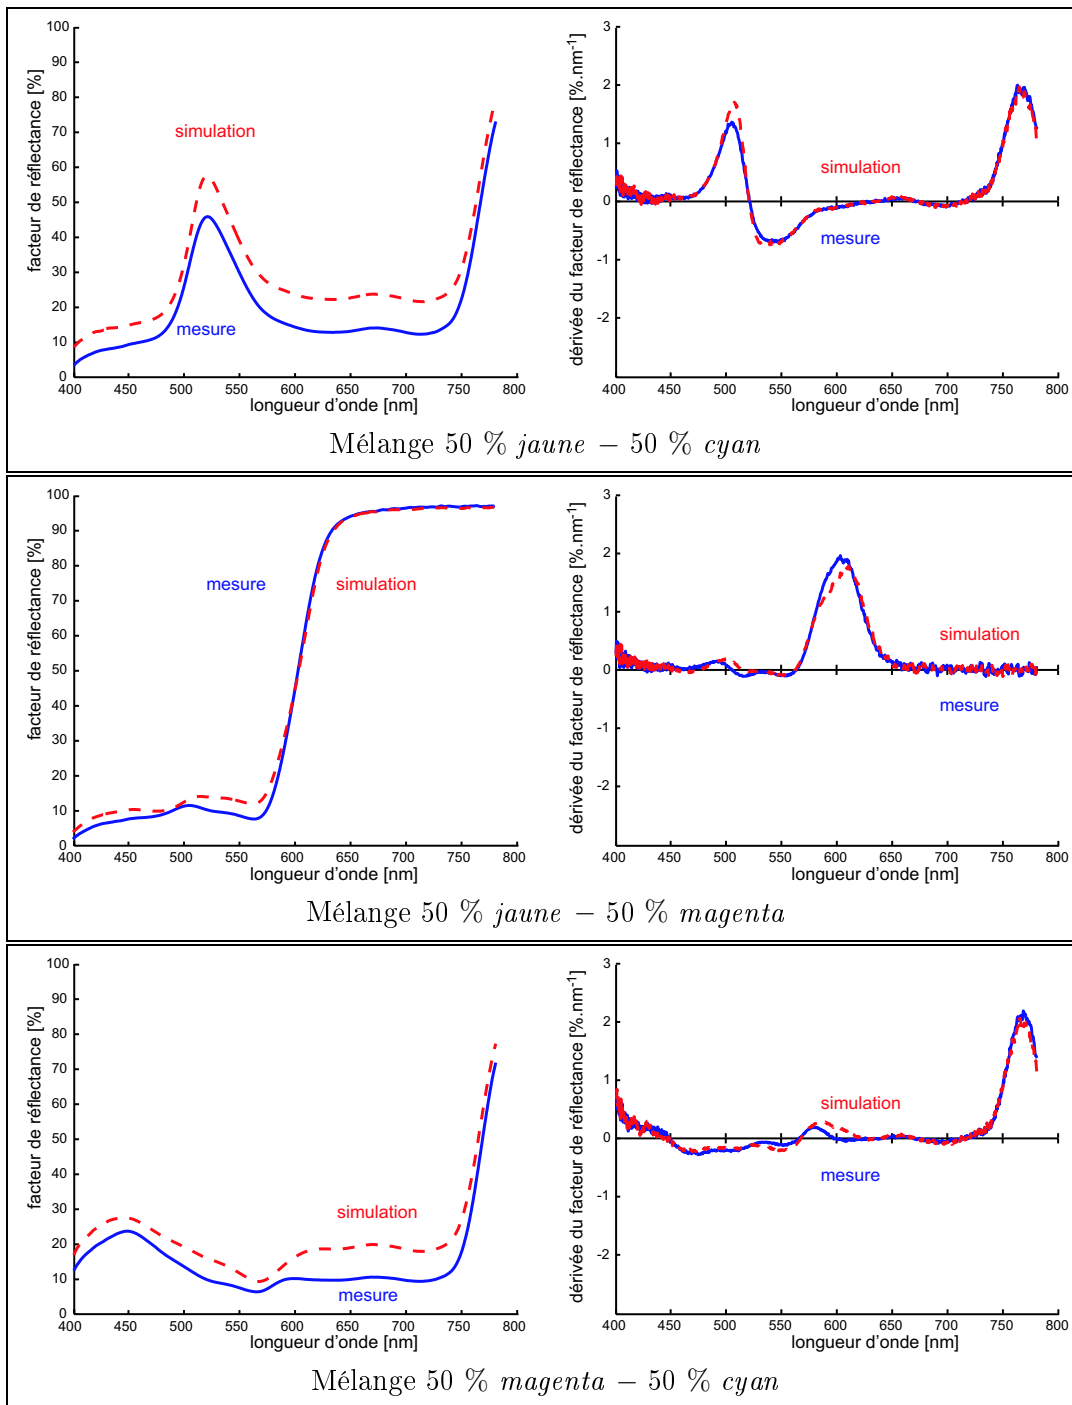 facteur de réflectance [%]
100
90
80
70
60
50
40
30
20
10
0
simulation
mesure
400 450 500 550 600 650 700 750 800
longueur d'onde [nm]
dérivée du facteur de réflectance [%.nm-1]
3
2
1
0
-1
-2
simulation
mesure
400 450 500 550 600 650 700 750 800
longueur d'onde [nm]
Mélange 50 % jaune – 50 % cyan
facteur de réflectance [%]
100
90
80
70
60
50
40
30
20
10
0
mesure simulation
400 450 500 550 600 650 700 750 800
longueur d'onde [nm]
dérivée du facteur de réflectance [%.nm-1]
3
2
1
0
-1
-2
simulation
mesure
400 450 500 550 600 650 700 750 800
longueur d'onde [nm]
Mélange 50 % jaune – 50 % magenta
facteur de réflectance [%]
100
90
80
70
60
50
40
30
20
10
0
simulation
mesure
400 450 500 550 600 650 700 750 800
longueur d'onde [nm]
dérivée du facteur de réflectance [%.nm-1]
3
2
1
0
-1
-2
simulation
mesure
400 450 500 550 600 650 700 750 800
longueur d'onde [nm]
Mélange 50 % magenta – 50 % cyan